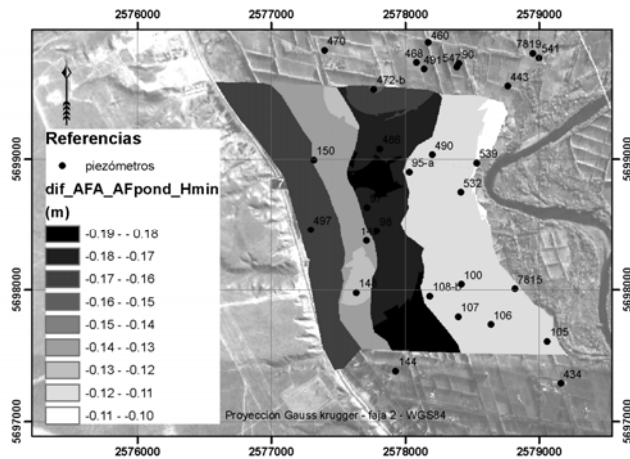 2576000 2577000 2578000 2579000
5699000
5698000
5697000
470
460
468
491
547
90
7819
541
472-b
443
486
490
150
95-a
539
532
497
98
100
7815
108-b
107
106
105
144
434
Referencias
piezómetros
dif_AFA_AFpond_Hmin
(m)
-0.19 - -0.18
-0.18 - -0.17
-0.17 - -0.16
-0.16 - -0.15
-0.15 - -0.14
-0.14 - -0.13
-0.13 - -0.12
-0.12 - -0.11
-0.11 - -0.10
Proyección Gauss krugger - faja 2 - WGS84
5699000
5698000
5697000
2576000 2577000 2578000 2579000